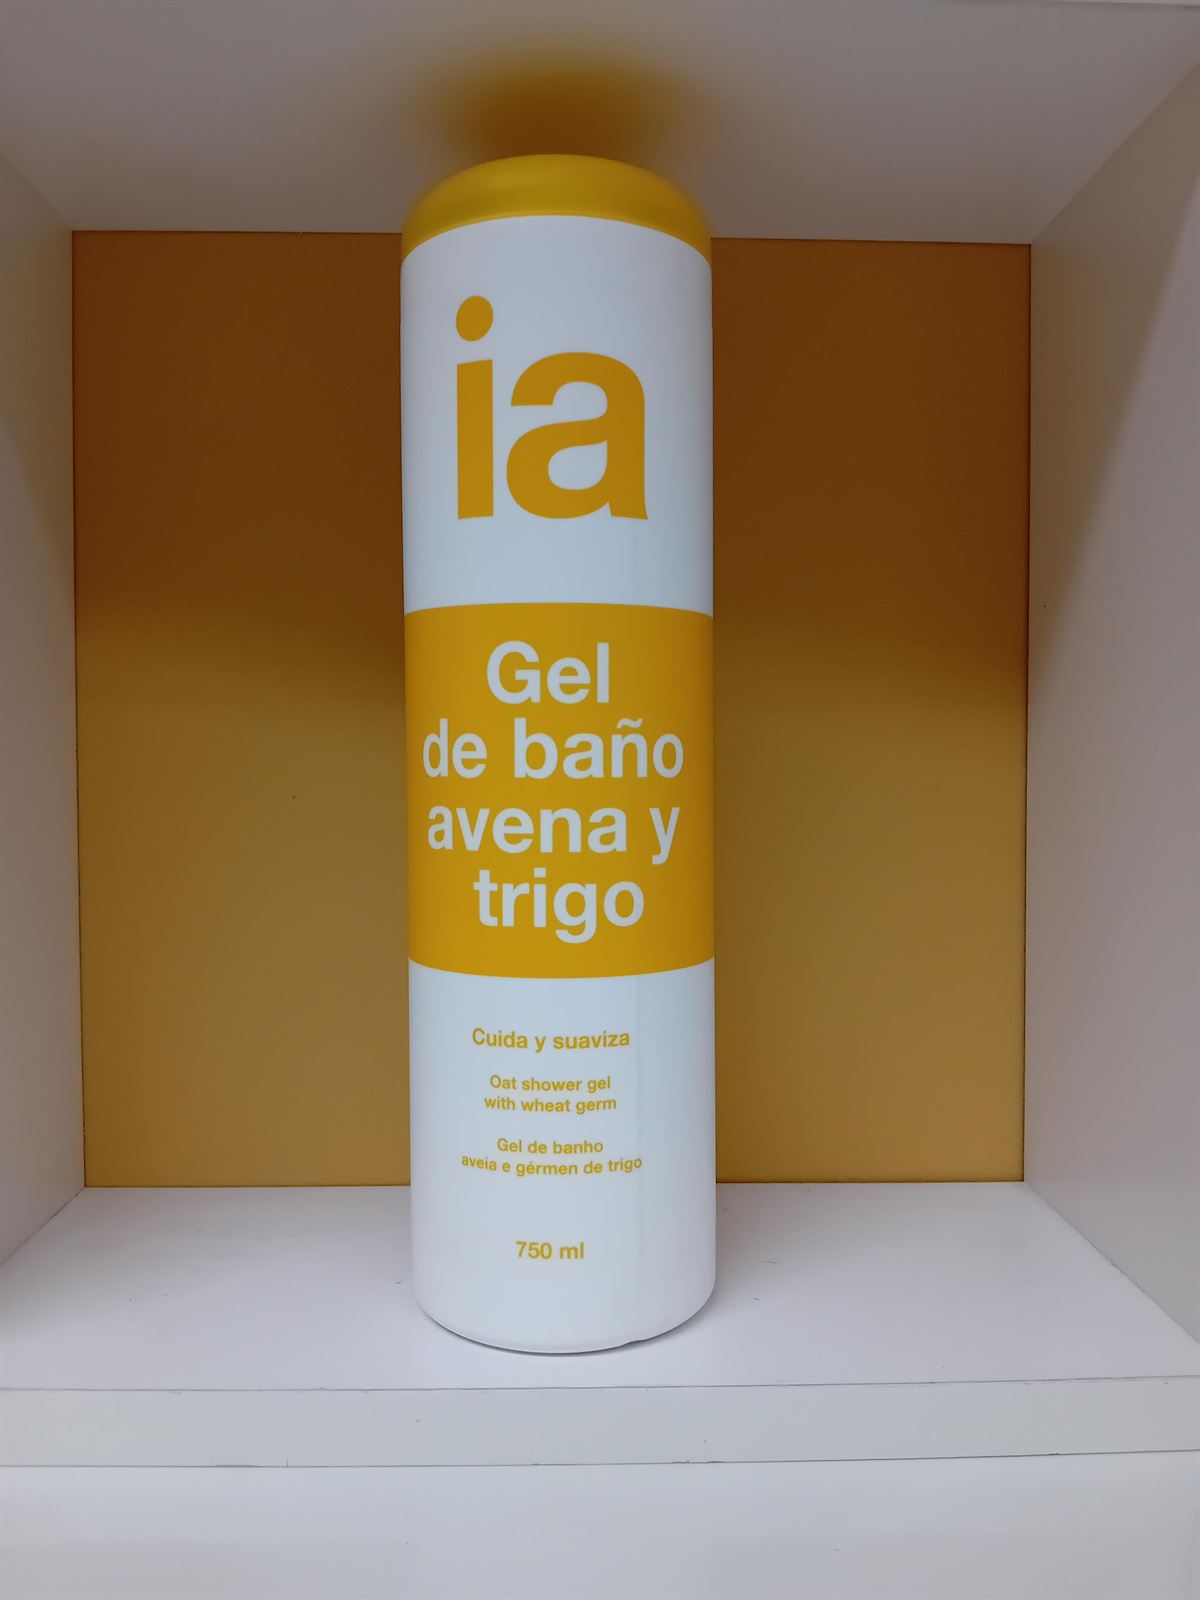 ia
Gel
de baño
avena y
trigo
Cuida y suaviza
Oat shower gel
with wheat germ
Gel de banho
aveia e gérmen de trigo
750 ml